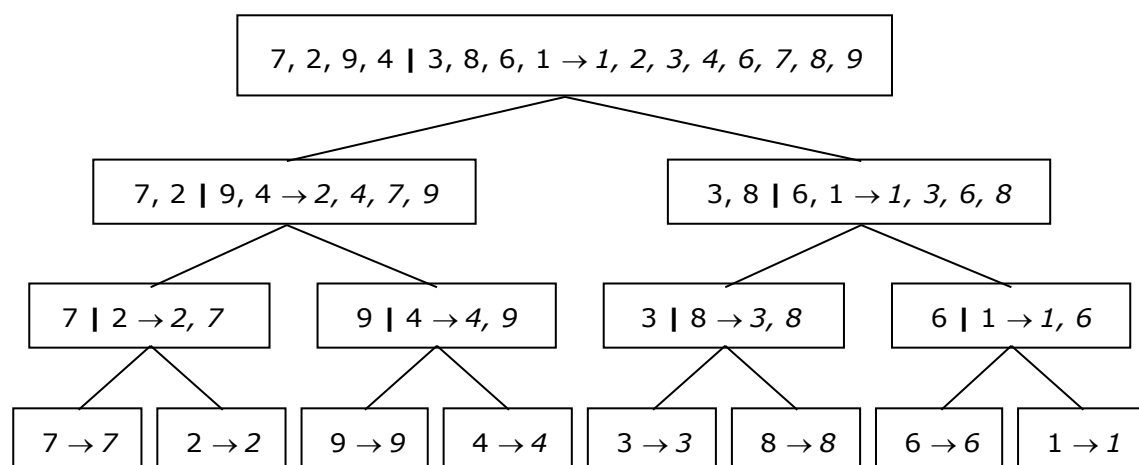 7, 2, 9, 4 | 3, 8, 6, 1 → 1, 2, 3, 4, 6, 7, 8, 9
7, 2 | 9, 4 → 2, 4, 7, 9
3, 8 | 6, 1 → 1, 3, 6, 8
7 | 2 → 2, 7
9 | 4 → 4, 9
3 | 8 → 3, 8
6 | 1 → 1, 6
7 → 7
2 → 2
9 → 9
4 → 4
3 → 3
8 → 8
6 → 6
1 → 1